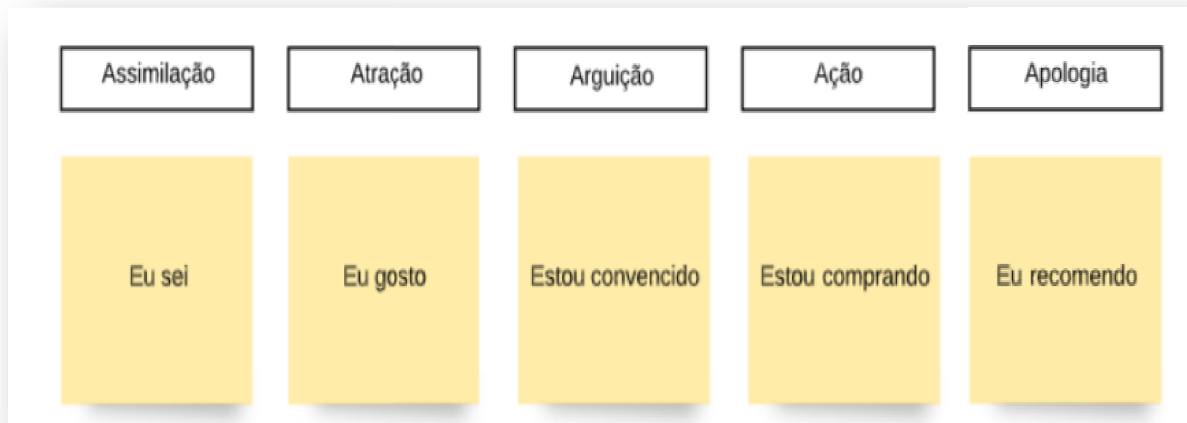 Assimilação
Atração
Arguição
Ação
Apologia
Eu sei
Eu gosto
Estou convencido
Estou comprando
Eu recomendo